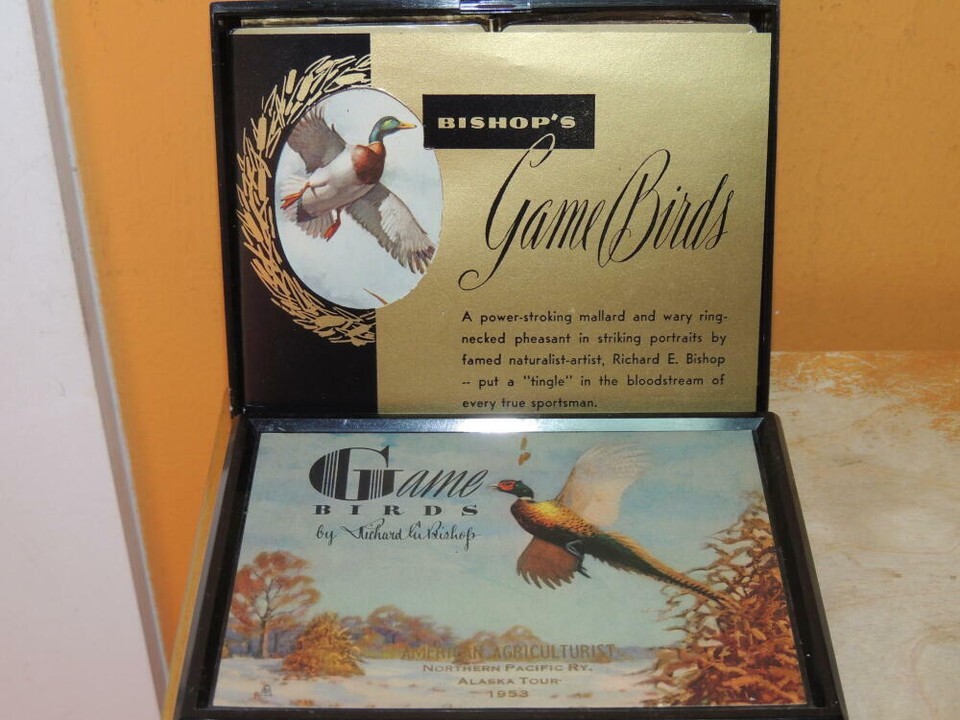 BISHOP'S
Game Birds
A power-stroking mallard and wary ring-
necked pheasant in striking portraits by
famed naturalist-artist, Richard E. Bishop
-- put a "tingle" in the bloodstream of
every true sportsman.
Game
BIRDS
by Richard E. Bishop
AMERICAN AGRICULTURIST
NORTHERN PACIFIC RY.
ALASKA TOUR
1953